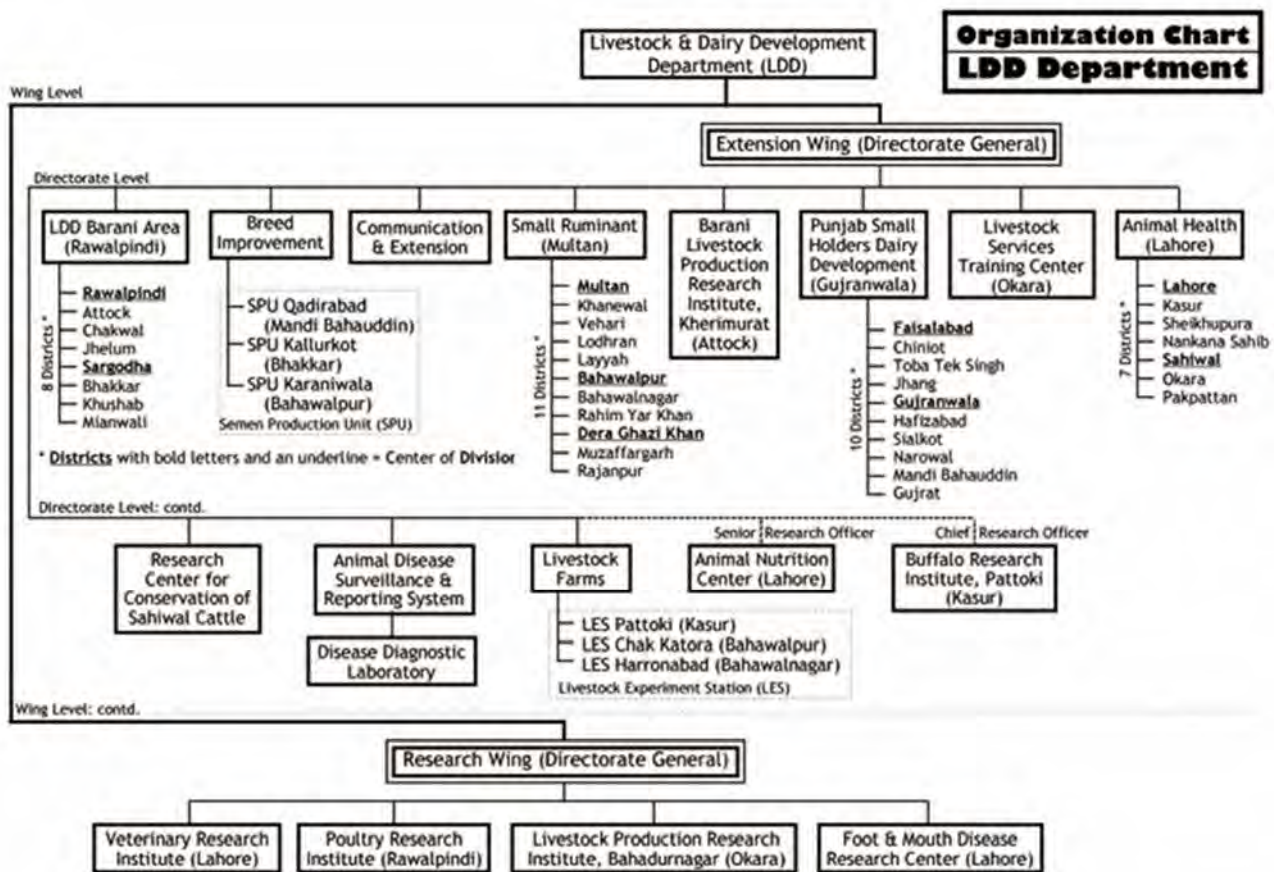 Organization Chart
LDD Department
Livestock & Dairy Development
Department (LDD)
Wing Level
Extension Wing (Directorate General)
Directorate Level
LDD Barani Area
(Rawalpindi)
8 Districts *
Rawalpindi
Attock
Chakwal
Jhelum
Sargodha
Bhakkar
Khushab
Mianwali
Breed
Improvement
SPU Qadirabad
(Mandi Bahauddin)
SPU Kallurkot
(Bhakkar)
SPU Karaniwala
(Bahawalpur)
Semen Production Unit (SPU)
Communication
& Extension
Small Ruminant
(Multan)
11 Districts *
Multan
Khanewal
Vehari
Lodhran
Layyah
Bahawalpur
Bahawalnagar
Rahim Yar Khan
Dera Ghazi Khan
Muzaffargarh
Rajanpur
Barani
Livestock
Production
Research
Institute,
Kherimurat
(Attock)
Punjab Small
Holders Dairy
Development
(Gujranwala)
10 Districts *
Faisalabad
Chiniot
Toba Tek Singh
Jhang
Gujranwala
Hafizabad
Sialkot
Narowal
Mandi Bahauddin
Gujrat
Livestock
Services
Training Center
(Okara)
Animal Health
(Lahore)
7 Districts *
Lahore
Kasur
Sheikhupura
Nankana Sahib
Sahiwal
Okara
Pakpattan
* Districts with bold letters and an underline = Center of Divisior
Directorate Level: contd.
Research
Center for
Conservation of
Sahiwal Cattle
Animal Disease
Surveillance &
Reporting System
Disease Diagnostic
Laboratory
Livestock
Farms
LES Pattoki (Kasur)
LES Chak Katora (Bahawalpur)
LES Harronabad (Bahawalnagar)
Livestock Experiment Station (LES)
Senior Research Officer
Animal Nutrition
Center (Lahore)
Chief Research Officer
Buffalo Research
Institute, Pattoki
(Kasur)
Wing Level: contd.
Research Wing (Directorate General)
Veterinary Research
Institute (Lahore)
Poultry Research
Institute (Rawalpindi)
Livestock Production Research
Institute, Bahadurnagar (Okara)
Foot & Mouth Disease
Research Center (Lahore)